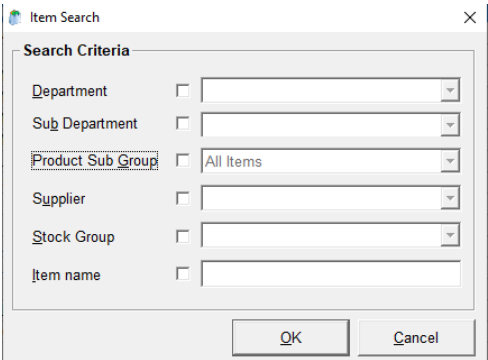 Item Search
Search Criteria
Department
Sub Department
Product Sub Group All Items
Supplier
Stock Group
Item name
OK Cancel